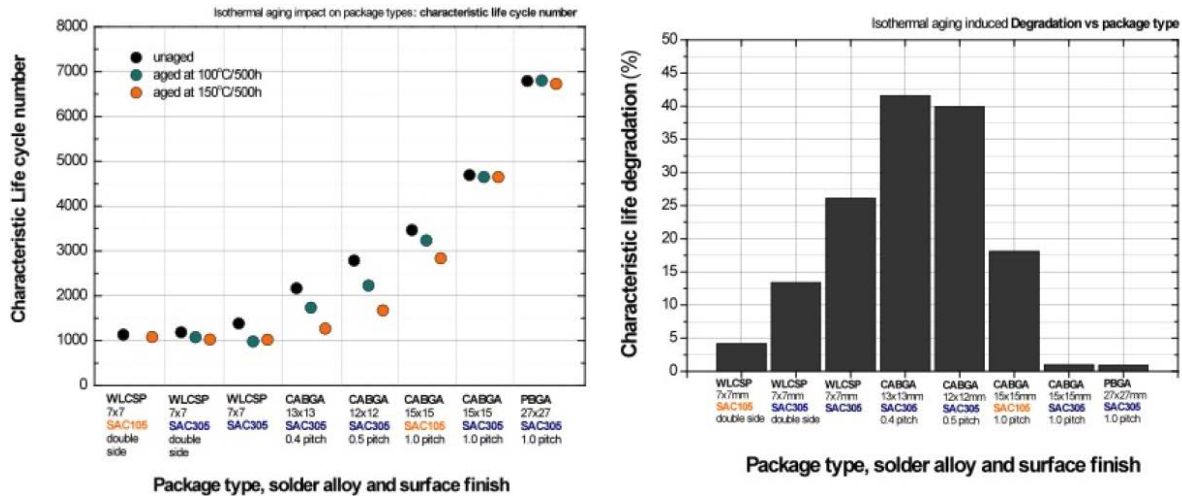 Isothermal aging impact on package types: characteristic life cycle number
Characteristic Life cycle number
8000
7000
6000
5000
4000
3000
2000
1000
0
unaged
aged at 100°C/500h
aged at 150°C/500h
WLCSP
7x7
SAC105
double
side
WLCSP
7x7
SAC305
double
side
WLCSP
7x7
SAC305
CABGA
13x13
SAC305
0.4 pitch
CABGA
12x12
SAC305
0.5 pitch
CABGA
15x15
SAC105
1.0 pitch
CABGA
15x15
SAC305
1.0 pitch
PBGA
27x27
SAC305
1.0 pitch
Package type, solder alloy and surface finish
Isothermal aging induced Degradation vs package type
Characteristic life degradation (%)
50
45
40
35
30
25
20
15
10
5
0
WLCSP
7x7mm
SAC105
double side
WLCSP
7x7mm
SAC305
double side
WLCSP
7x7mm
SAC305
CABGA
13x13mm
SAC305
0.4 pitch
CABGA
12x12mm
SAC305
0.5 pitch
CABGA
15x15mm
SAC105
1.0 pitch
CABGA
15x15mm
SAC305
1.0 pitch
PBGA
27x27mm
SAC305
1.0 pitch
Package type, solder alloy and surface finish